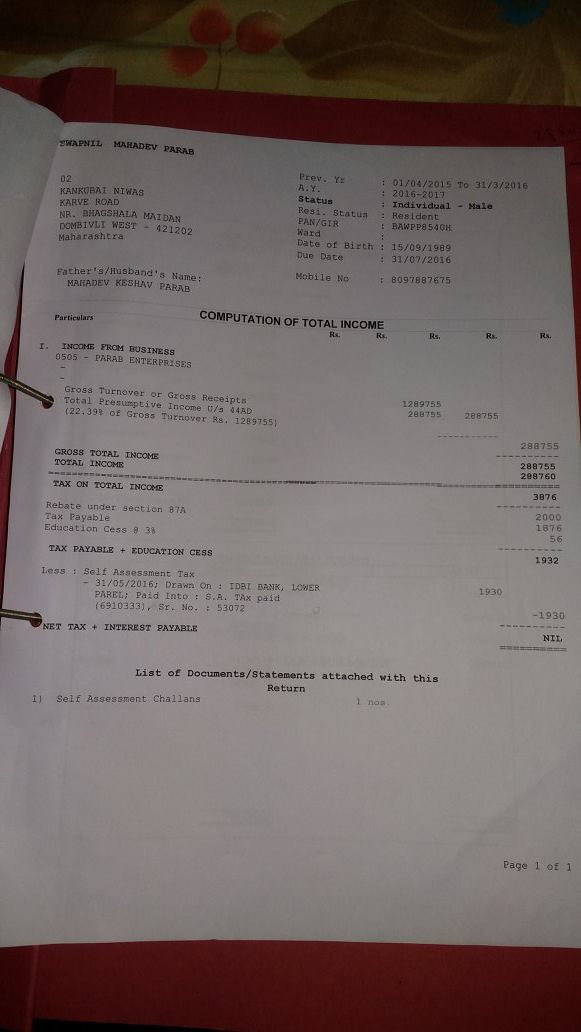 SWAPNIL MAHADEV PARAB
02
KANKUBAI NIWAS
KARVE ROAD
NR. BHAGSHALA MAIDAN
DOMBIVLI WEST - 421202
Maharashtra
Father's/Husband's Name:
MAHADEV KESHAV PARAB
Prev. Yr : 01/04/2015 To 31/3/2016
A.Y. : 2016-2017
Status : Individual - Male
Resi. Status : Resident
PAN/GIR : BAWPP8540H
Ward :
Date of Birth : 15/09/1989
Due Date : 31/07/2016
Mobile No : 8097887675
COMPUTATION OF TOTAL INCOME
Particulars Rs. Rs. Rs. Rs. Rs.
I. INCOME FROM BUSINESS
0505 - PARAB ENTERPRISES
-
-
Gross Turnover or Gross Receipts 1289755
Total Presumptive Income U/s 44AD 288755 288755
(22.39% of Gross Turnover Rs. 1289755)
288755
GROSS TOTAL INCOME 288755
TOTAL INCOME 288760
TAX ON TOTAL INCOME 3876
Rebate under section 87A 2000
Tax Payable 1876
Education Cess @ 3% 56
TAX PAYABLE + EDUCATION CESS 1932
Less : Self Assessment Tax
- 31/05/2016; Drawn On : IDBI BANK, LOWER 1930
PAREL; Paid Into : S.A. TAx paid
(6910333), Sr. No. : 53072
-1930
NET TAX + INTEREST PAYABLE NIL
List of Documents/Statements attached with this
Return
1) Self Assessment Challans 1 nos.
Page 1 of 1